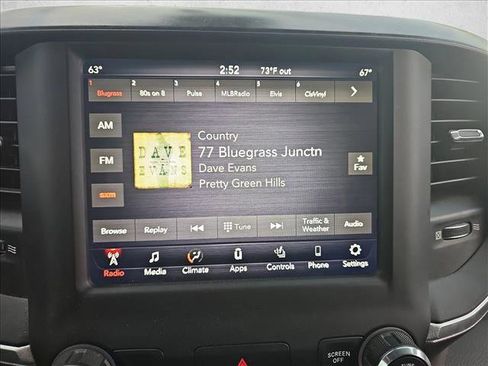 63° 2:52 73°F out 67°
1 Bluegrass 2 80s on 8 3 Pulse 4 MLBRadio 5 Elvis 6 ClsVinyl
AM
FM
sxm
DAVE
EVANS
Country
77 Bluegrass Junctn
Dave Evans
Pretty Green Hills
Fav
Browse Replay Tune Traffic &
Weather Audio
Radio Media Climate Apps Controls Phone Settings
SCREEN
OFF